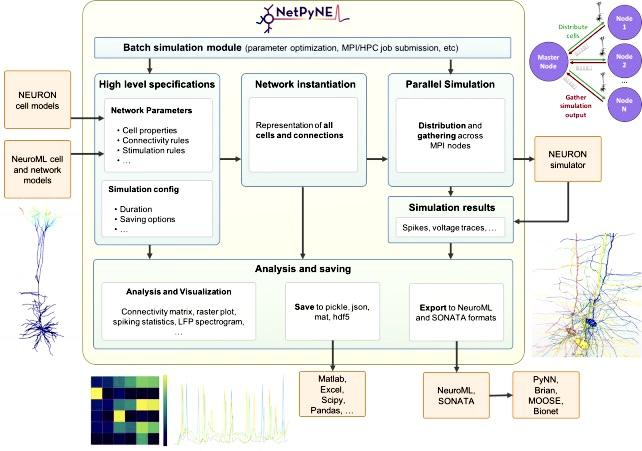 NetPyNE
Batch simulation module (parameter optimization, MPI/HPC job submission, etc)
Distribute
cells
Master
Node
Gather
simulation
output
Node
1
Node
2
...
Node
N
NEURON
cell models
NeuroML cell
and network
models
High level specifications
Network Parameters
• Cell properties
• Connectivity rules
• Stimulation rules
• ...
Simulation config
• Duration
• Saving options
• ...
Network instantiation
Representation of all
cells and connections
Parallel Simulation
Distribution and
gathering across
MPI nodes
NEURON
simulator
Simulation results
Spikes, voltage traces, ...
Analysis and saving
Analysis and Visualization
Connectivity matrix, raster plot,
spiking statistics, LFP spectrogram,
...
Save to pickle, json,
mat, hdf5
Export to NeuroML
and SONATA formats
Matlab,
Excel,
Scipy,
Pandas, ...
NeuroML,
SONATA
PyNN,
Brian,
MOOSE,
Bionet